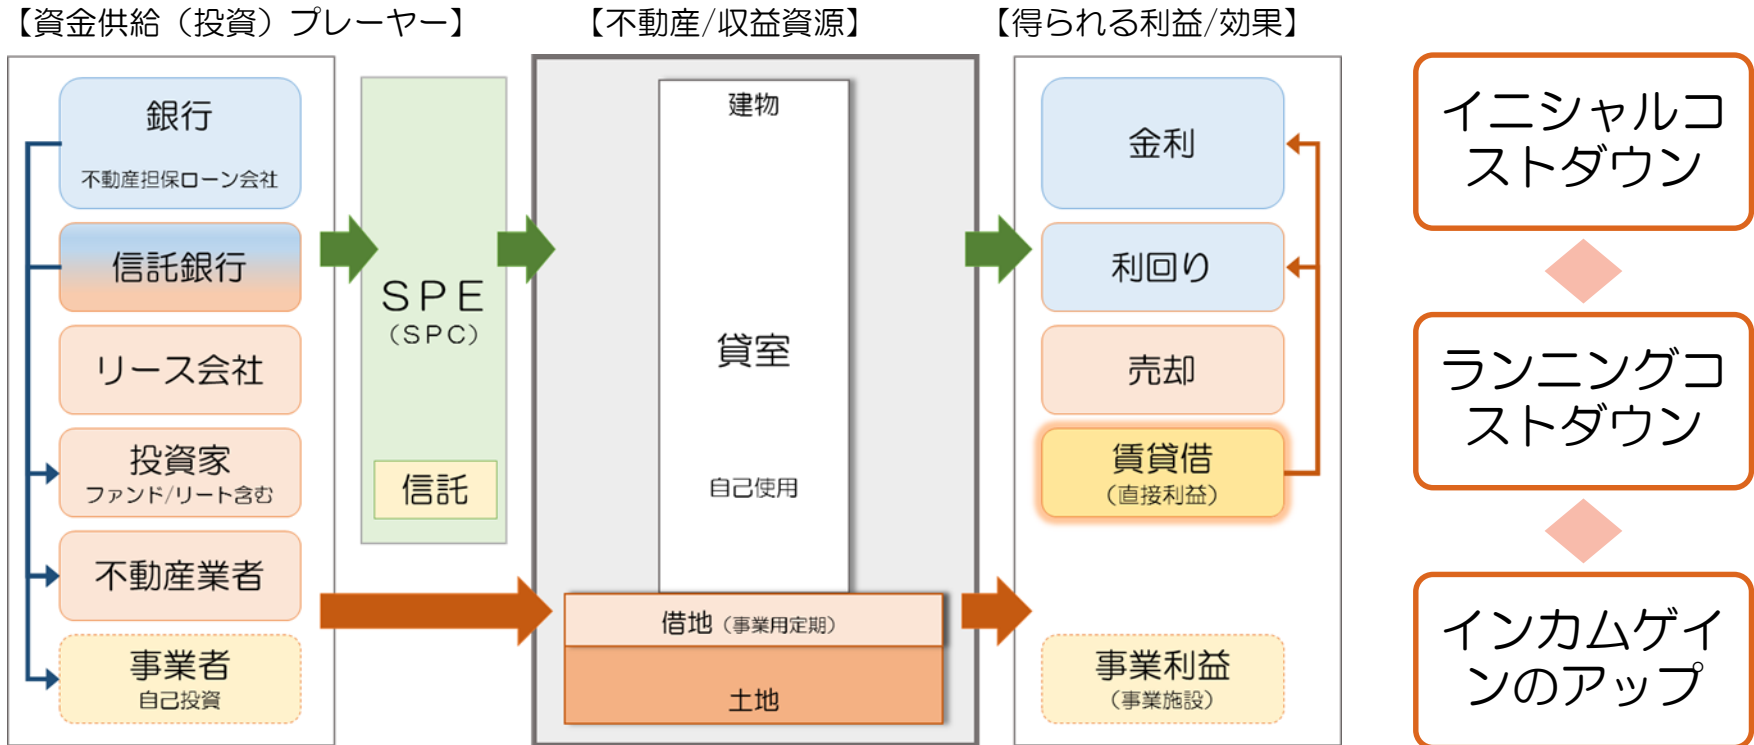 【資金供給（投資）プレーヤー】
【不動産/収益資源】
【得られる利益/効果】
銀行
不動産担保ローン会社
信託銀行
リース会社
投資家
ファンド/リート含む
不動産業者
事業者
自己投資
SPE
（SPC）
信託
建物
貸室
自己使用
借地（事業用定期）
土地
金利
利回り
売却
賃貸借
（直接利益）
事業利益
（事業施設）
イニシャルコ
ストダウン
ランニングコ
ストダウン
インカムゲイ
ンのアップ